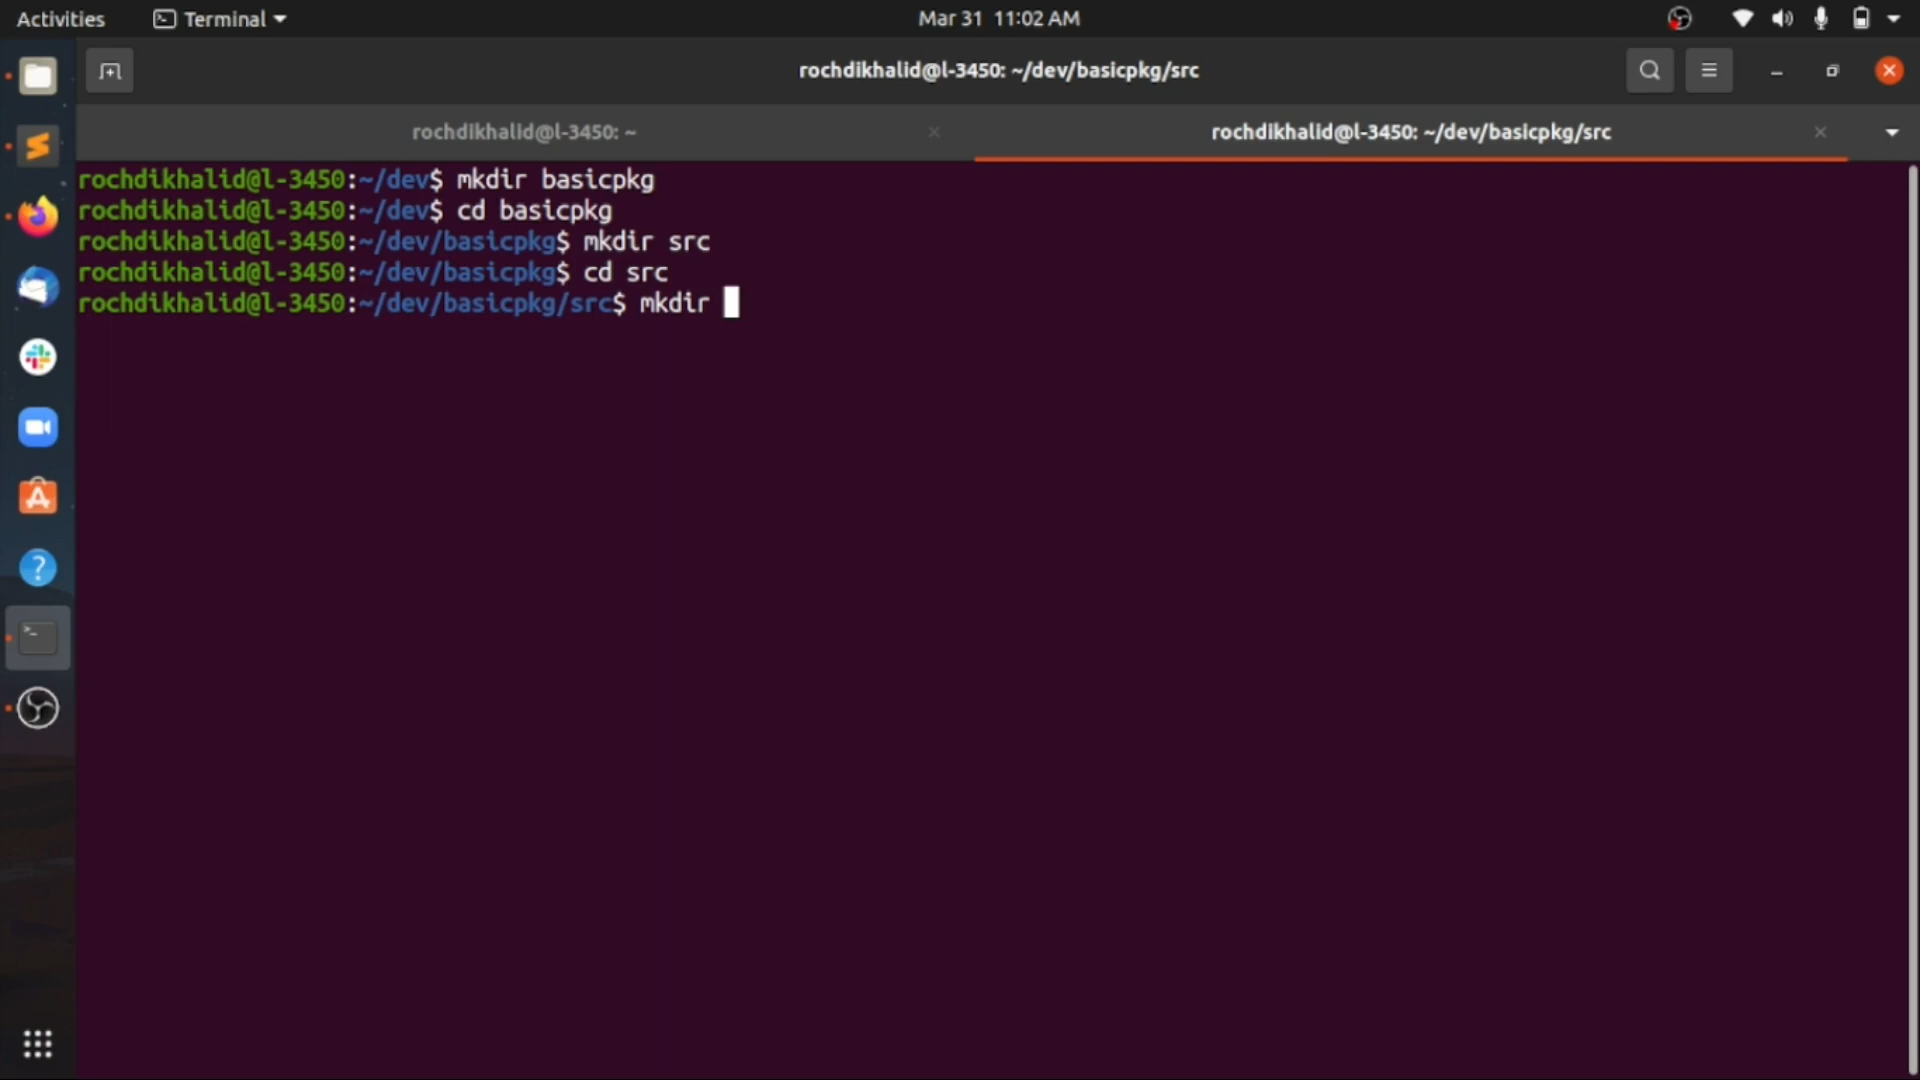 Activities Terminal Mar 31 11:02 AM
rochdikhalid@l-3450: ~/dev/basicpkg/src
rochdikhalid@l-3450: ~ rochdikhalid@l-3450: ~/dev/basicpkg/src
rochdikhalid@l-3450:~/dev$ mkdir basicpkg
rochdikhalid@l-3450:~/dev$ cd basicpkg
rochdikhalid@l-3450:~/dev/basicpkg$ mkdir src
rochdikhalid@l-3450:~/dev/basicpkg$ cd src
rochdikhalid@l-3450:~/dev/basicpkg/src$ mkdir